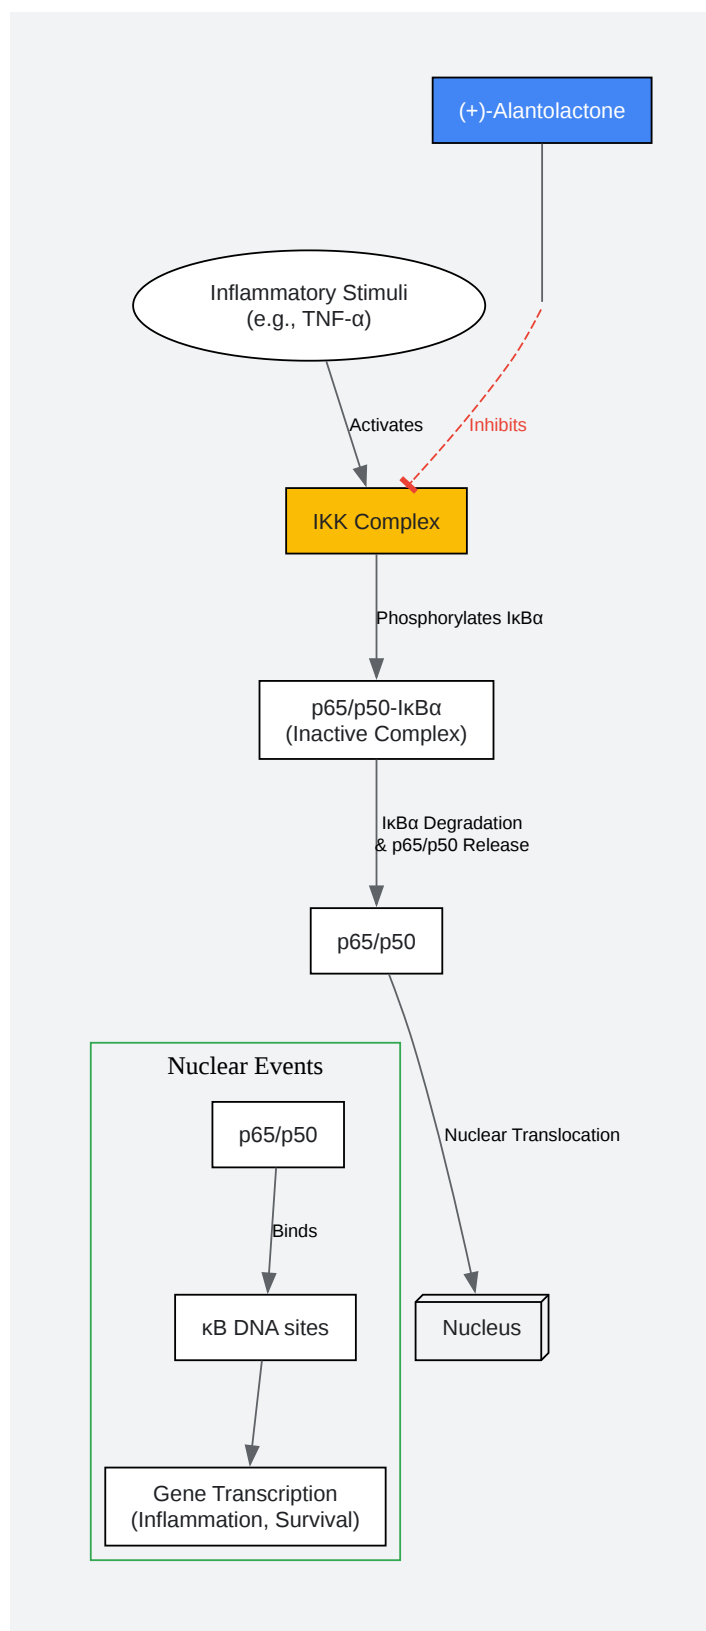 (+)-Alantolactone
Inflammatory Stimuli
(e.g., TNF-α)
Activates
Inhibits
IKK Complex
Phosphorylates IκBα
p65/p50-IκBα
(Inactive Complex)
IκBα Degradation
& p65/p50 Release
p65/p50
Nuclear Events
p65/p50
Nuclear Translocation
Binds
κB DNA sites
Nucleus
Gene Transcription
(Inflammation, Survival)